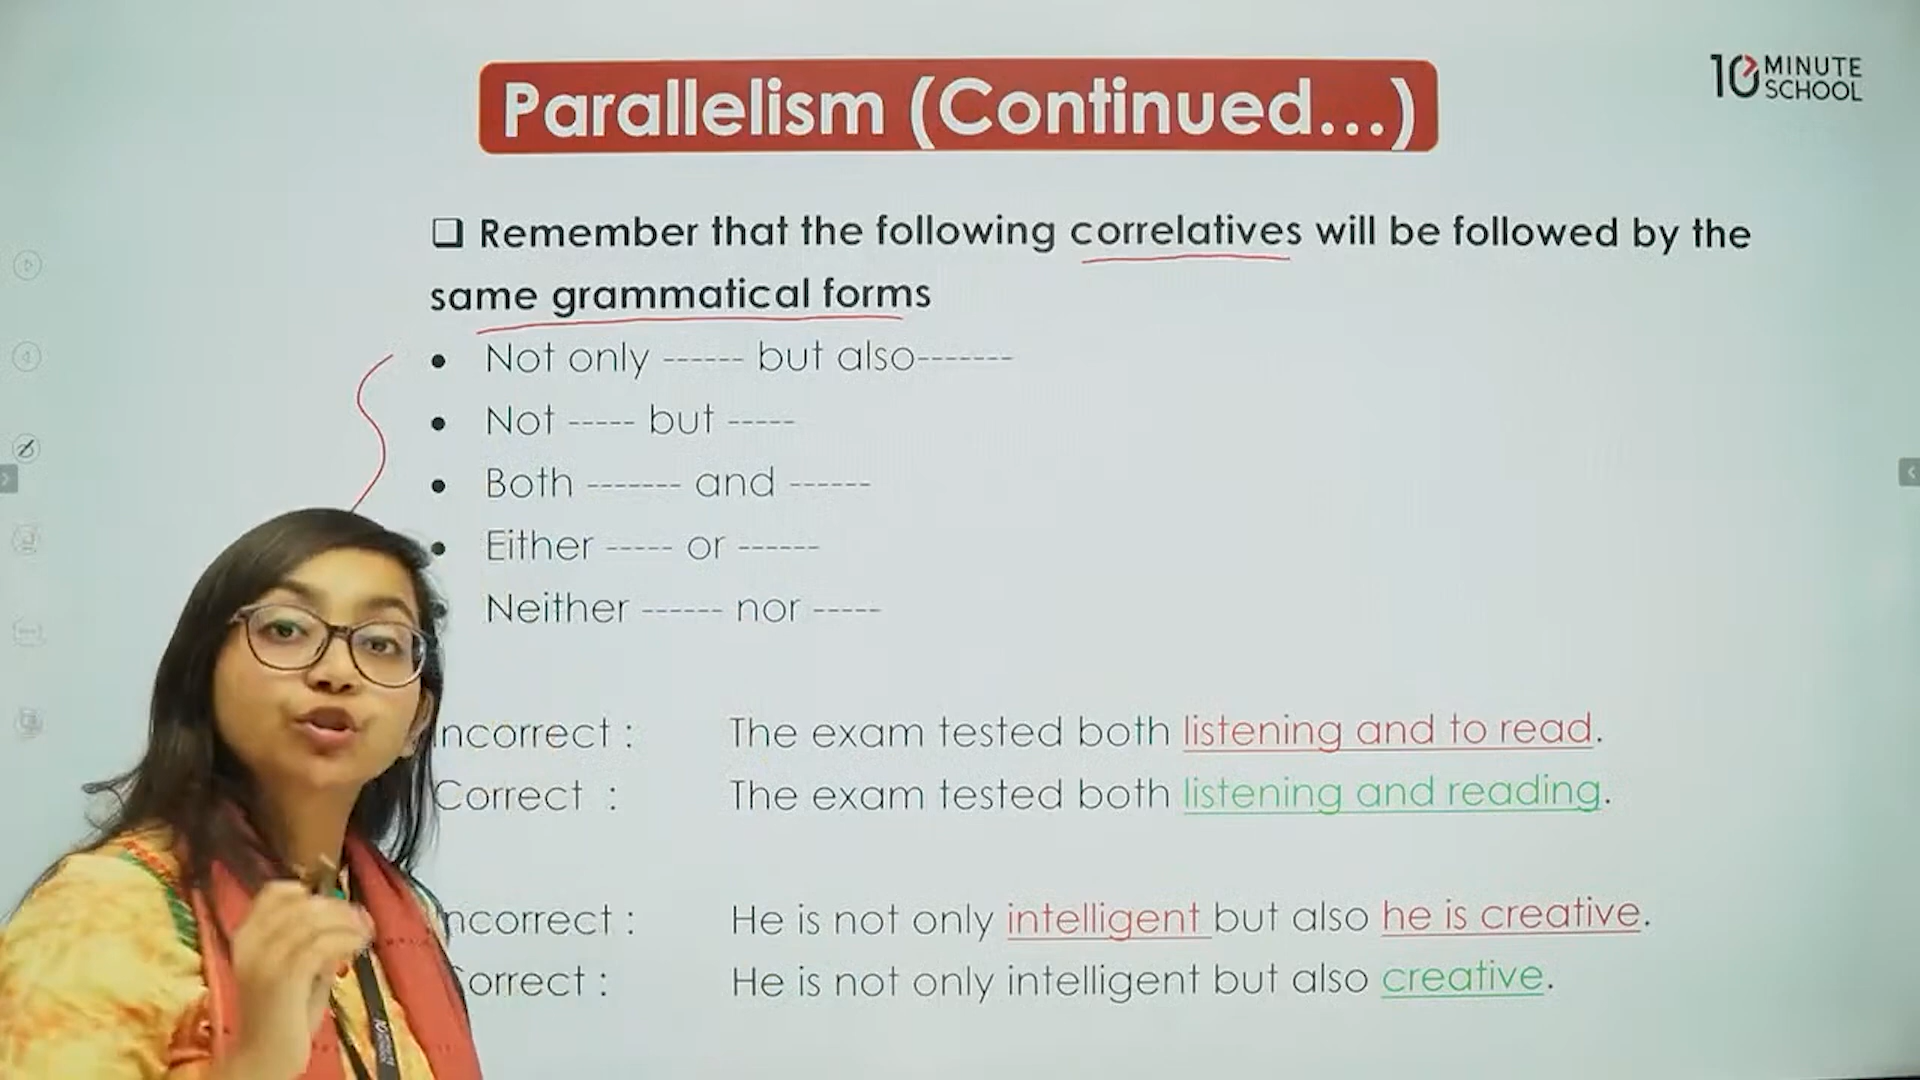 Parallelism (Continued...)
10 MINUTE
SCHOOL
❑ Remember that the following correlatives will be followed by the
same grammatical forms
• Not only ------ but also-------
• Not ----- but -----
• Both ------- and ------
• Either ----- or ------
• Neither ------ nor -----
ncorrect : The exam tested both listening and to read.
Correct : The exam tested both listening and reading.
ncorrect : He is not only intelligent but also he is creative.
orrect : He is not only intelligent but also creative.